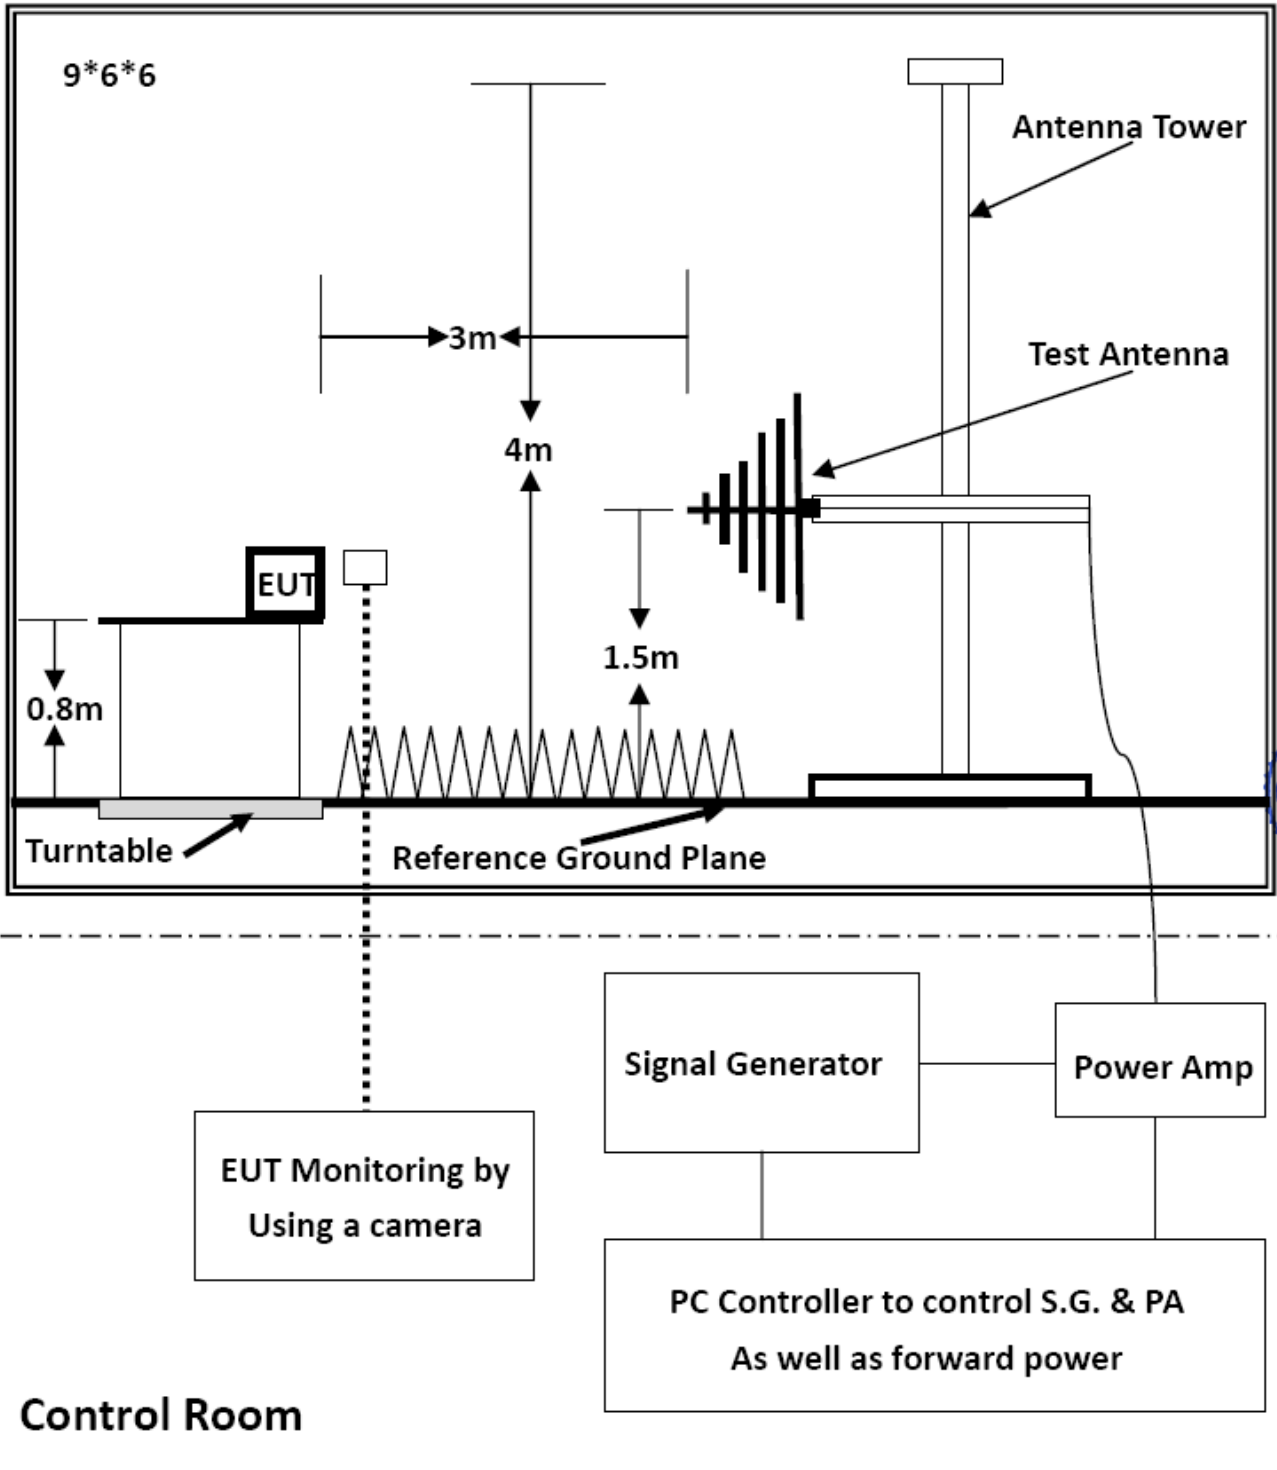 9*6*6
Antenna Tower
3m
Test Antenna
4m
EUT
1.5m
0.8m
Turntable
Reference Ground Plane
Signal Generator
Power Amp
EUT Monitoring by
Using a camera
PC Controller to control S.G. & PA
As well as forward power
Control Room